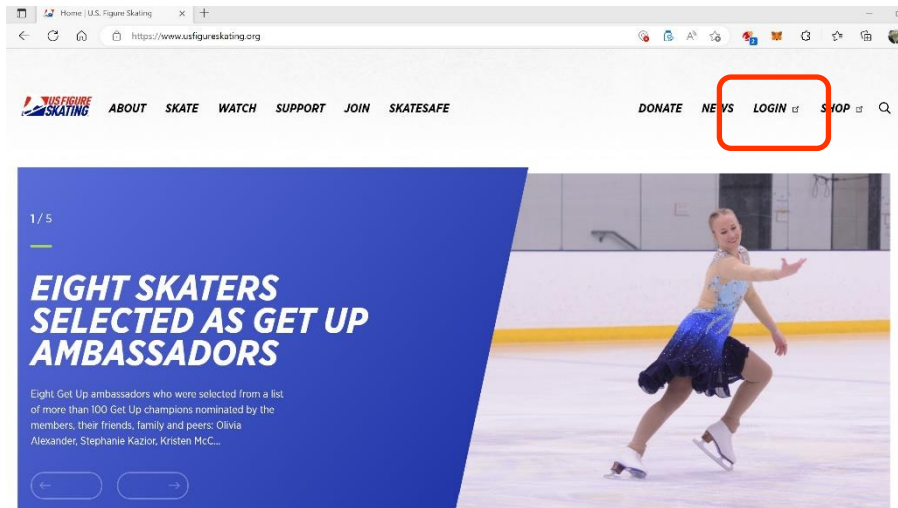 Home | U.S. Figure Skating
https://www.usfigureskating.org
2
US FIGURE
SKATING
ABOUT SKATE WATCH SUPPORT JOIN SKATESAFE
DONATE NEWS LOGIN SHOP
1 / 5
EIGHT SKATERS
SELECTED AS GET UP
AMBASSADORS
Eight Get Up ambassadors who were selected from a list
of more than 100 Get Up champions nominated by the
members, their friends, family and peers: Olivia
Alexander, Stephanie Kazior, Kristen McC...